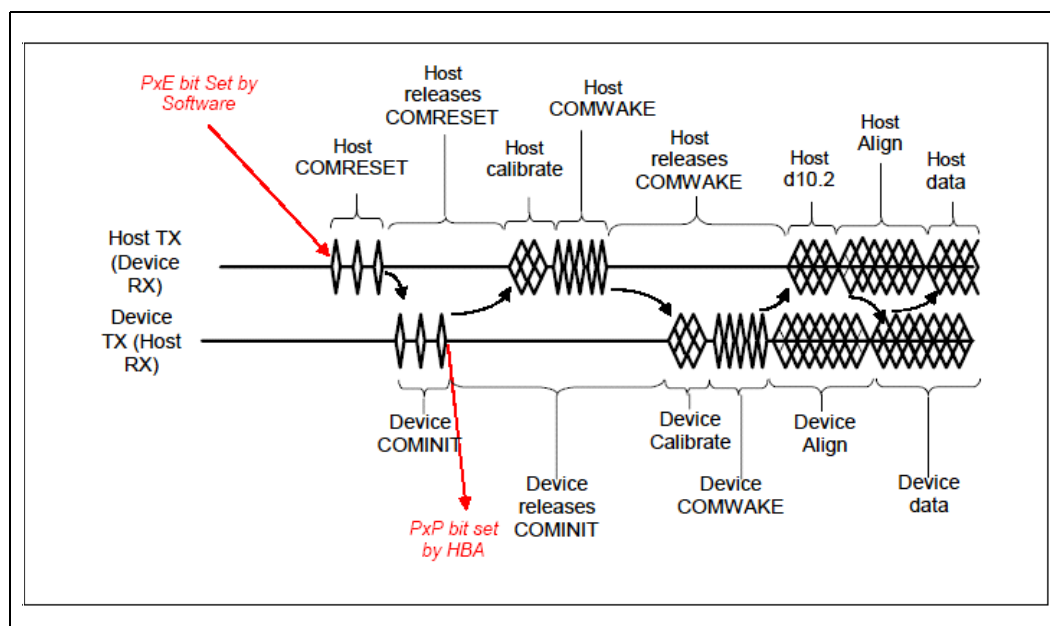 PxE bit Set by
Software
Host
COMRESET
Host
releases
COMRESET
Host
calibrate
Host
COMWAKE
Host
releases
COMWAKE
Host
d10.2
Host
Align
Host
data
Host TX
(Device
RX)
Device
TX (Host
RX)
Device
COMINIT
PxP bit set
by HBA
Device
releases
COMINIT
Device
Calibrate
Device
COMWAKE
Device
Align
Device
data